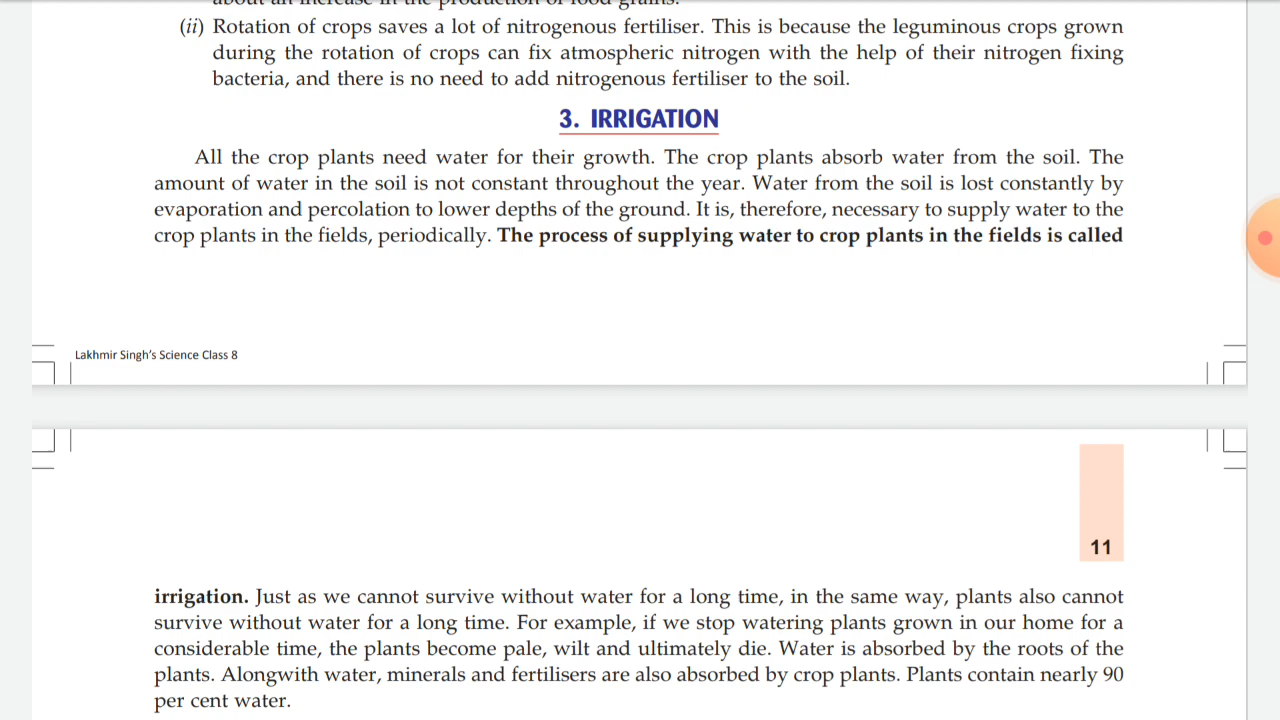 about an increase in the production of food grains.
(ii) Rotation of crops saves a lot of nitrogenous fertiliser. This is because the leguminous crops grown
during the rotation of crops can fix atmospheric nitrogen with the help of their nitrogen fixing
bacteria, and there is no need to add nitrogenous fertiliser to the soil.
3. IRRIGATION
All the crop plants need water for their growth. The crop plants absorb water from the soil. The
amount of water in the soil is not constant throughout the year. Water from the soil is lost constantly by
evaporation and percolation to lower depths of the ground. It is, therefore, necessary to supply water to the
crop plants in the fields, periodically. The process of supplying water to crop plants in the fields is called
Lakhmir Singh's Science Class 8
11
irrigation. Just as we cannot survive without water for a long time, in the same way, plants also cannot
survive without water for a long time. For example, if we stop watering plants grown in our home for a
considerable time, the plants become pale, wilt and ultimately die. Water is absorbed by the roots of the
plants. Alongwith water, minerals and fertilisers are also absorbed by crop plants. Plants contain nearly 90
per cent water.